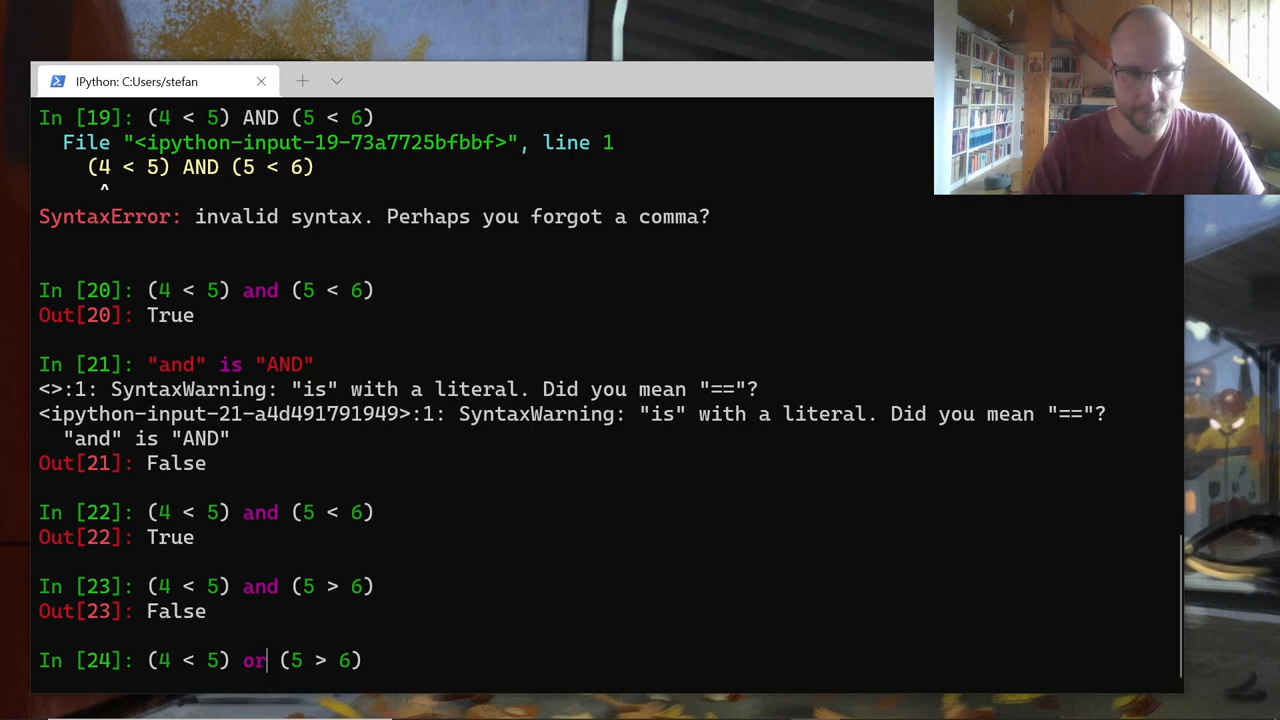 IPython: C:Users/stefan
In [19]: (4 < 5) AND (5 < 6)
File "<ipython-input-19-73a7725bfbbf>", line 1
(4 < 5) AND (5 < 6)
^
SyntaxError: invalid syntax. Perhaps you forgot a comma?
In [20]: (4 < 5) and (5 < 6)
Out[20]: True
In [21]: "and" is "AND"
<>:1: SyntaxWarning: "is" with a literal. Did you mean "=="?
<ipython-input-21-a4d491791949>:1: SyntaxWarning: "is" with a literal. Did you mean "=="?
"and" is "AND"
Out[21]: False
In [22]: (4 < 5) and (5 < 6)
Out[22]: True
In [23]: (4 < 5) and (5 > 6)
Out[23]: False
In [24]: (4 < 5) or (5 > 6)